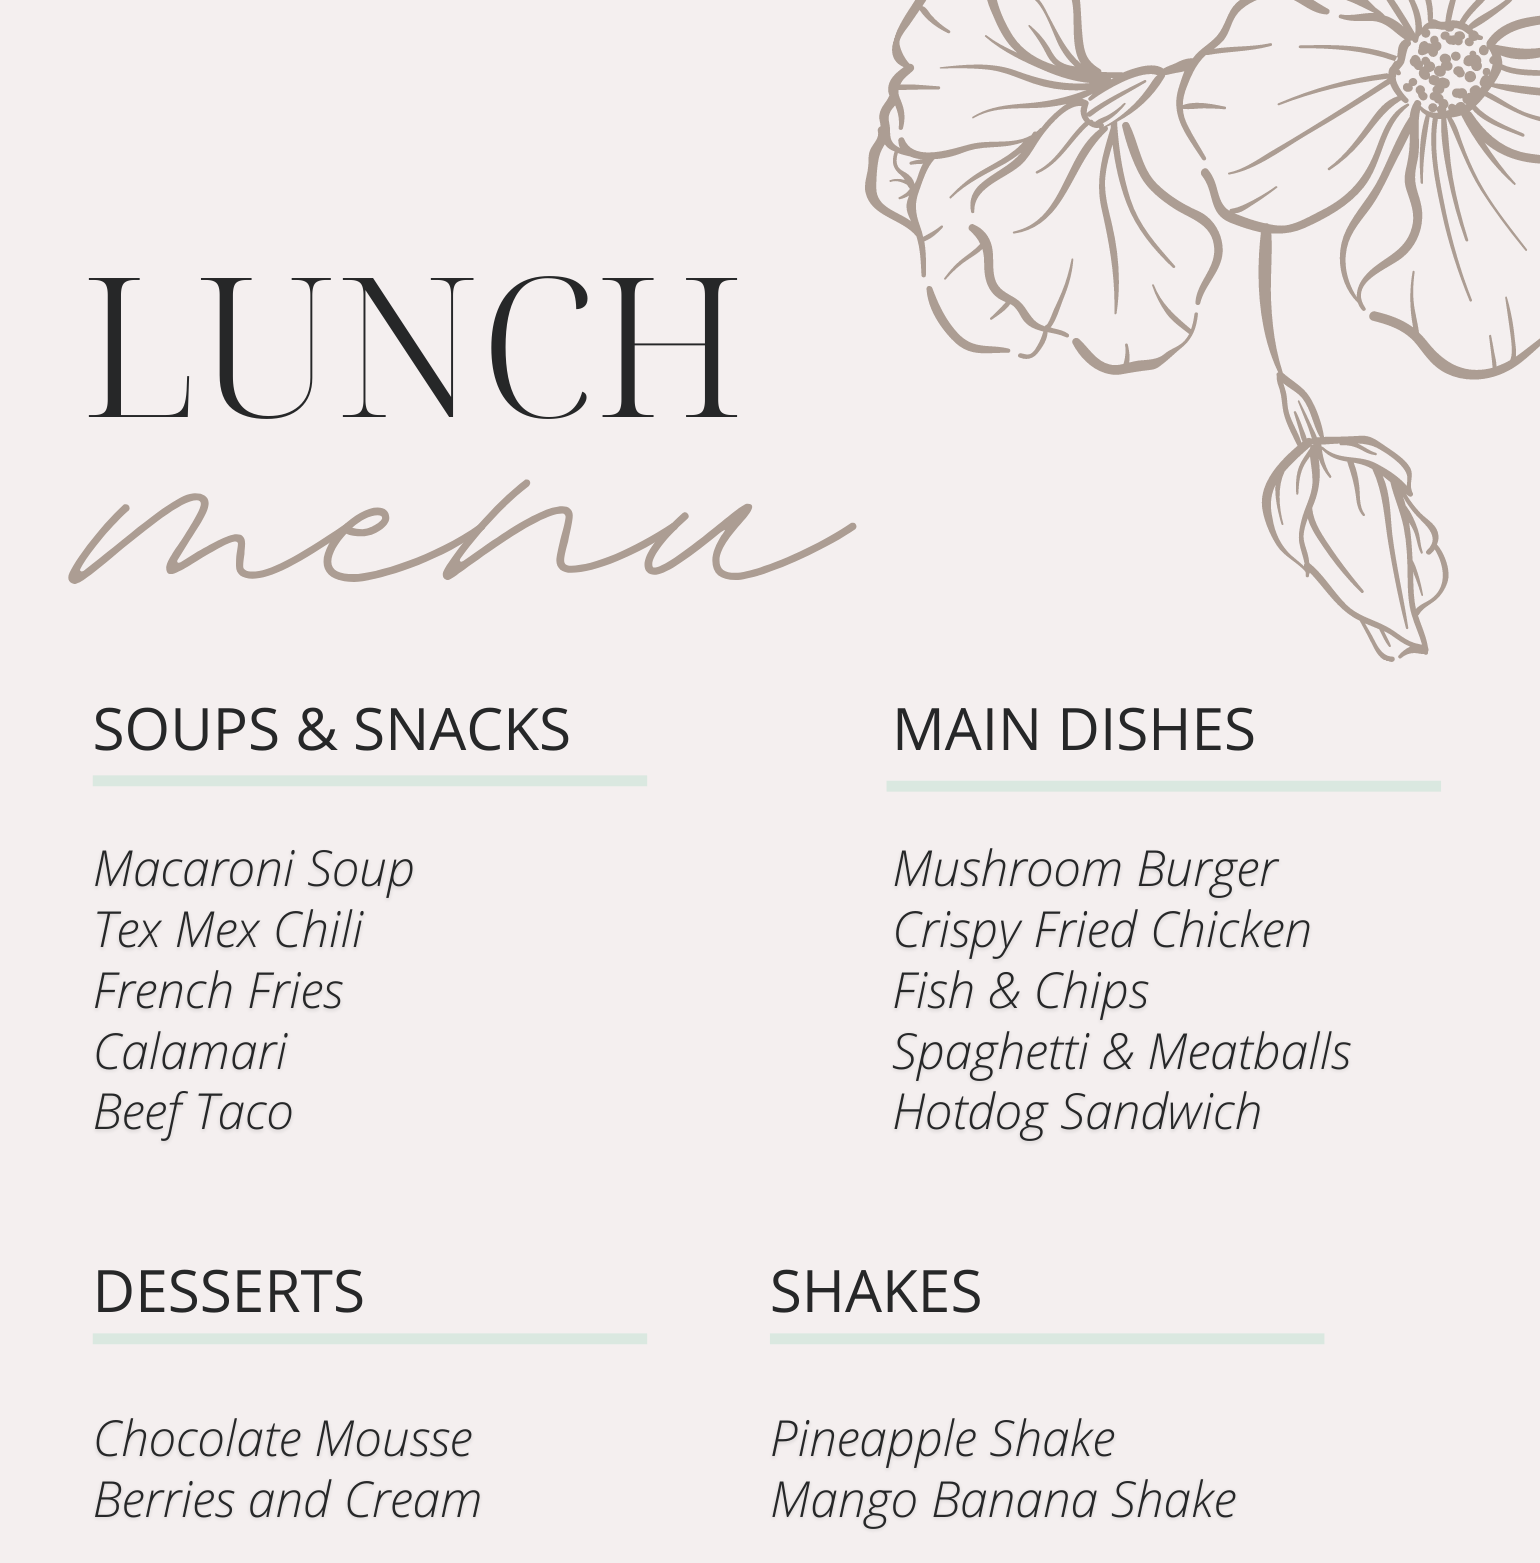 LUNCH
menu
SOUPS & SNACKS
Macaroni Soup
Tex Mex Chili
French Fries
Calamari
Beef Taco
MAIN DISHES
Mushroom Burger
Crispy Fried Chicken
Fish & Chips
Spaghetti & Meatballs
Hotdog Sandwich
DESSERTS
Chocolate Mousse
Berries and Cream
SHAKES
Pineapple Shake
Mango Banana Shake